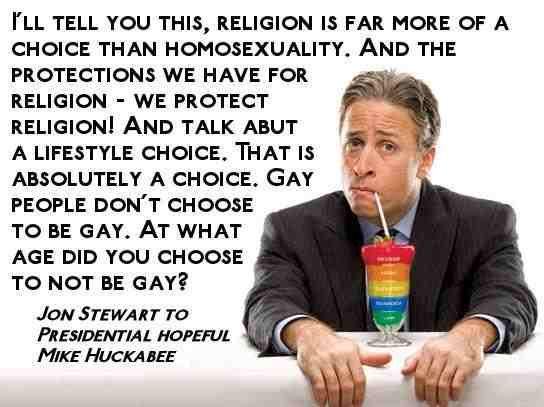 I'll tell you this, religion is far more of a
choice than homosexuality. And the
protections we have for
religion - we protect
religion! And talk abut
a lifestyle choice. That is
absolutely a choice. Gay
people don't choose
to be gay. At what
age did you choose
to not be gay?
Jon Stewart to
Presidential hopeful
Mike Huckabee